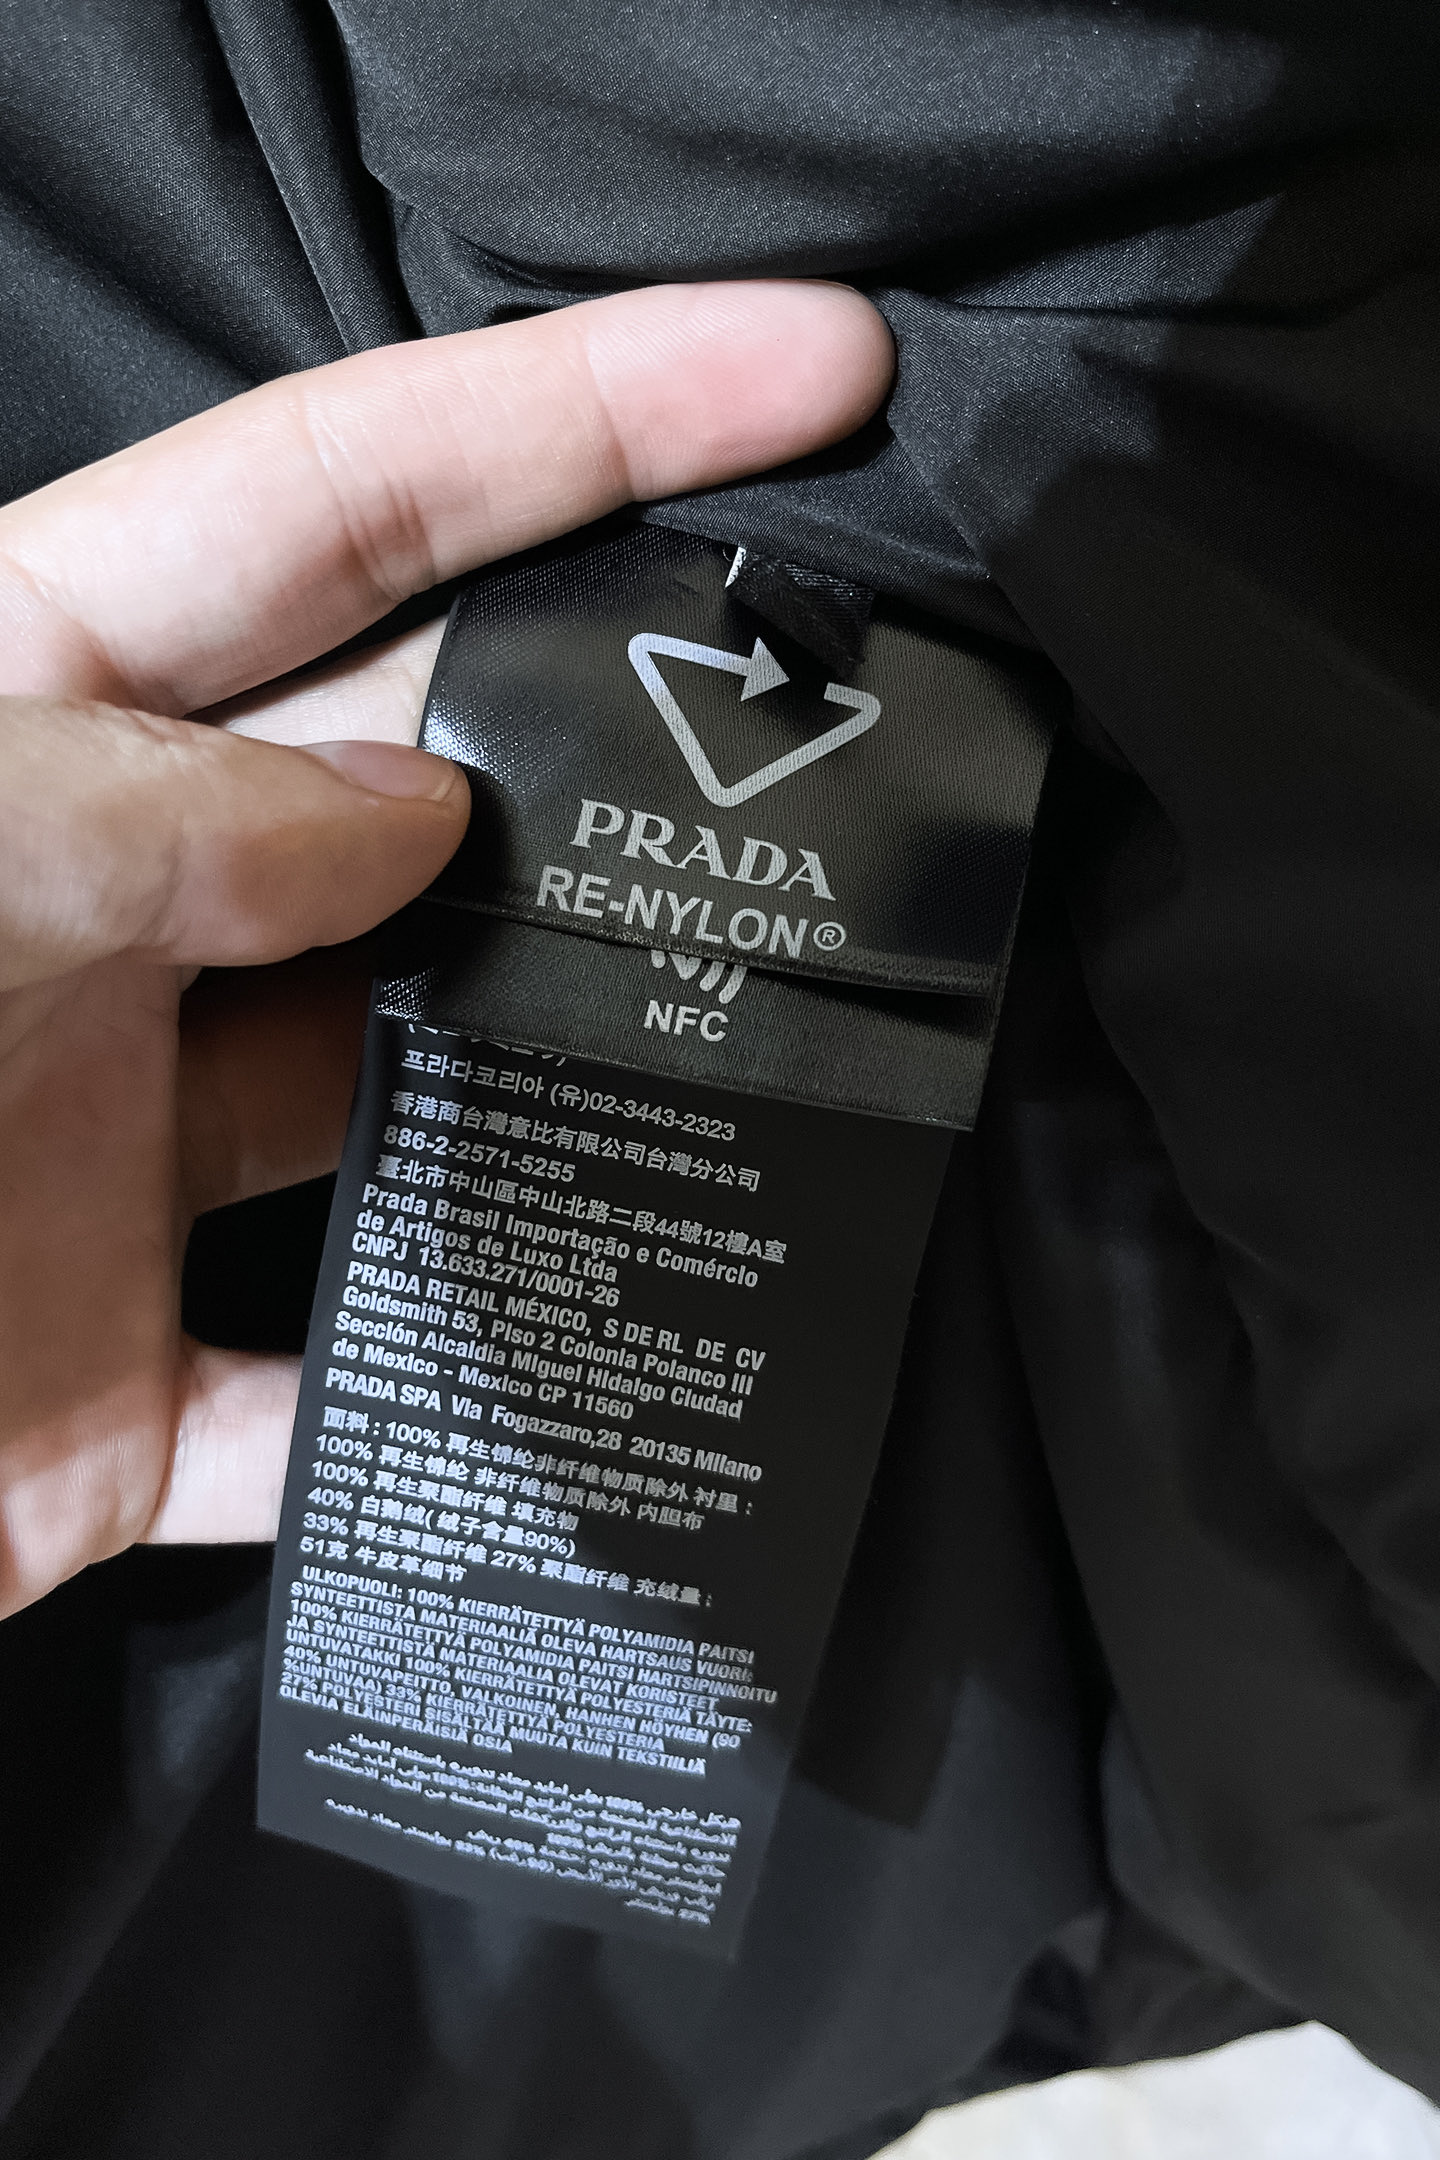 PRADA
RE-NYLON®
NFC
프라다코리아 (유)02-3443-2323
香港商台灣意比有限公司台灣分公司
886-2-2571-5255
臺北市中山區中山北路二段44號12樓A室
Prada Brasil Importação e Comércio
de Artigos de Luxo Ltda
CNPJ 13.633.271/0001-26
PRADA RETAIL MÉXICO, S DE RL DE CV
Goldsmith 53, Piso 2 Colonia Polanco III
Sección Alcaldia Miguel Hidalgo Ciudad
de Mexico - Mexico CP 11560
PRADA SPA Via Fogazzaro,28 20135 Milano
面料 : 100% 再生锦纶非纤维物质除外 衬里 :
100% 再生锦纶 非纤维物质除外 内胆布
100% 再生聚酯纤维 填充物
40% 白鹅绒( 绒子含量90%)
33% 再生聚酯纤维 27% 聚酯纤维 充绒量 :
51克 牛皮革细节
ULKOPUOLI: 100% KIERRÄTETTYÄ POLYAMIDIA PAITSI
SYNTEETTISTÄ MATERIAALIÄ OLEVA HARTSAUS VUORI:
100% KIERRÄTETTYÄ POLYAMIDIA PAITSI HARTSIPINNOITU
JA SYNTEETTISTÄ MATERIAALIA OLEVAT KORISTEET
UNTUVATAKKI 100% KIERRÄTETTYÄ POLYESTERIÄ TÄYTE:
40% UNTUVAPEITTO, VALKOINEN, HANHEN HÖYHEN (90
%UNTUVAA) 33% KIERRÄTETTYÄ POLYESTERIA
27% POLYESTERI SISÄLTÄÄ MUUTA KUIN TEKSTIILIÄ
OLEVIA ELÄINPERÄISIÄ OSIA